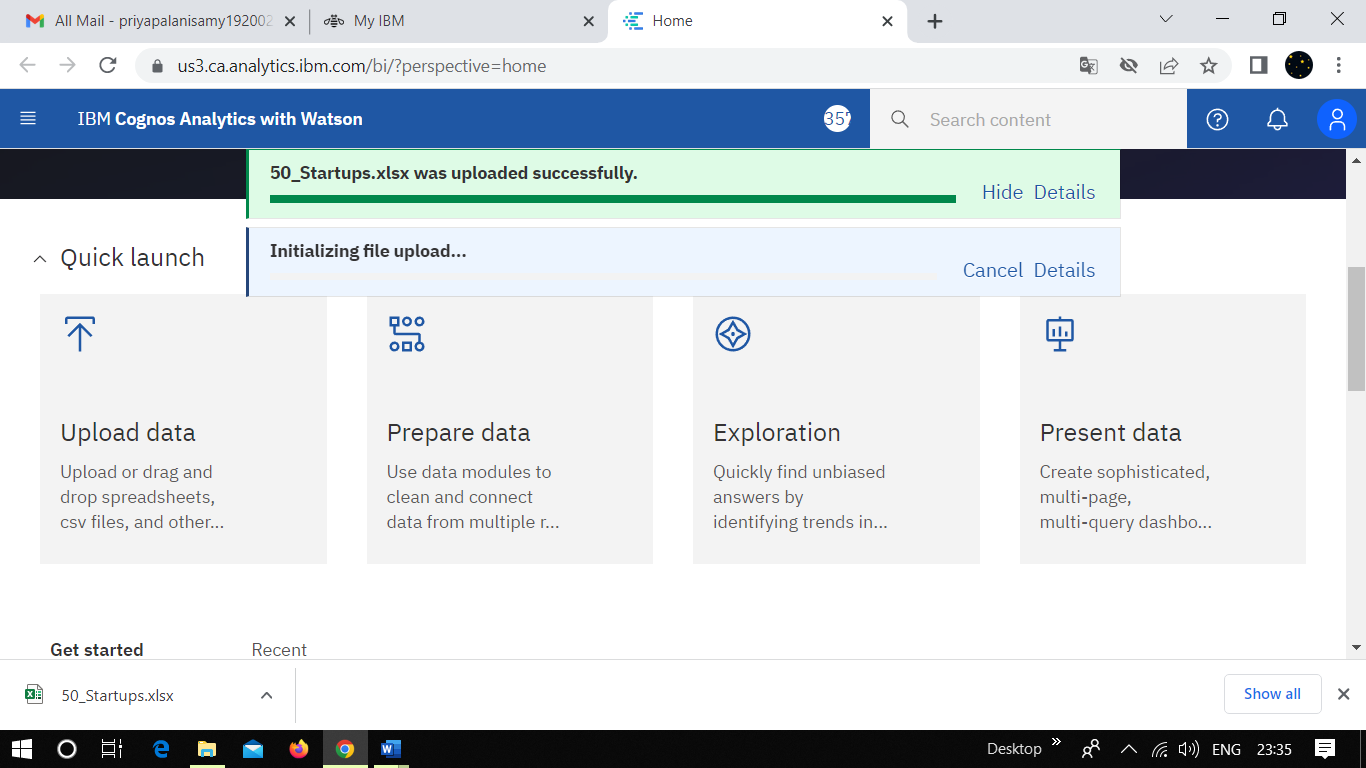 All Mail - priyapalanisamy192002
My IBM
Home
us3.ca.analytics.ibm.com/bi/?perspective=home
IBM Cognos Analytics with Watson
357
Search content
50_Startups.xlsx was uploaded successfully.
Hide Details
Initializing file upload...
Cancel Details
Quick launch
Upload data
Upload or drag and
drop spreadsheets,
csv files, and other...
Prepare data
Use data modules to
clean and connect
data from multiple r...
Exploration
Quickly find unbiased
answers by
identifying trends in...
Present data
Create sophisticated,
multi-page,
multi-query dashbo...
Get started
Recent
50_Startups.xlsx
Show all
Desktop
ENG
23:35